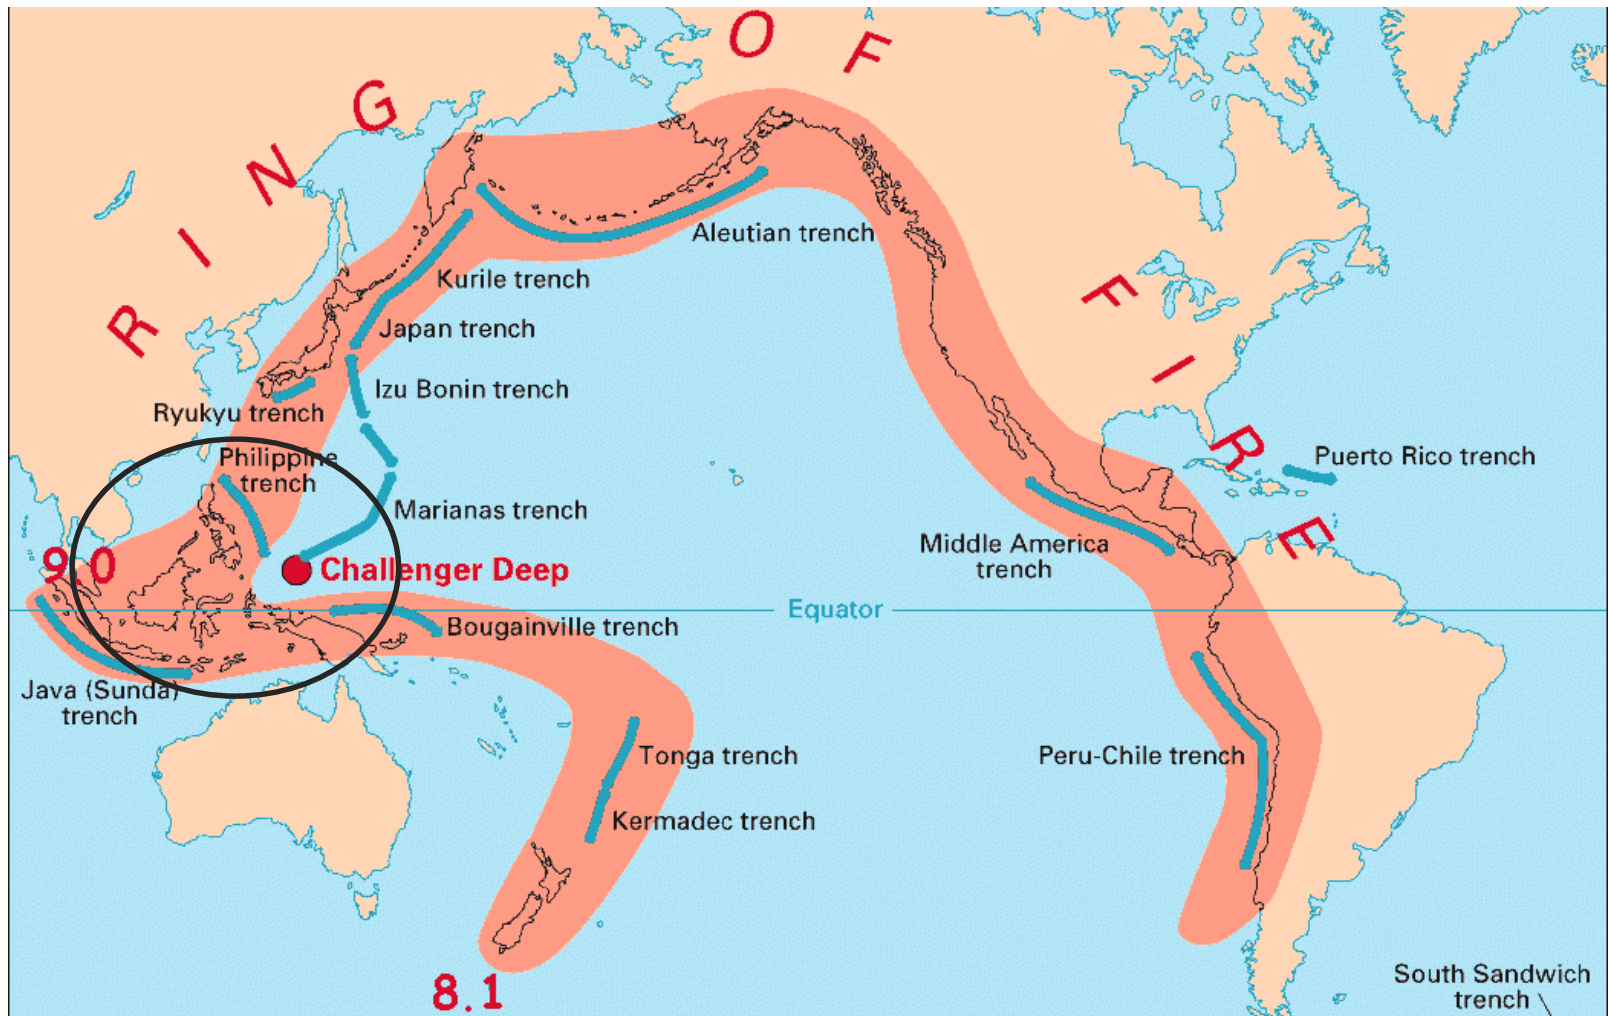 RING OF FIRE
Aleutian trench
Kurile trench
Japan trench
Izu Bonin trench
Ryukyu trench
Philippine
trench
Marianas trench
9.0
Challenger Deep
Equator
Bougainville trench
Java (Sunda)
trench
Tonga trench
Kermadec trench
8.1
Puerto Rico trench
Middle America
trench
Peru-Chile trench
South Sandwich
trench